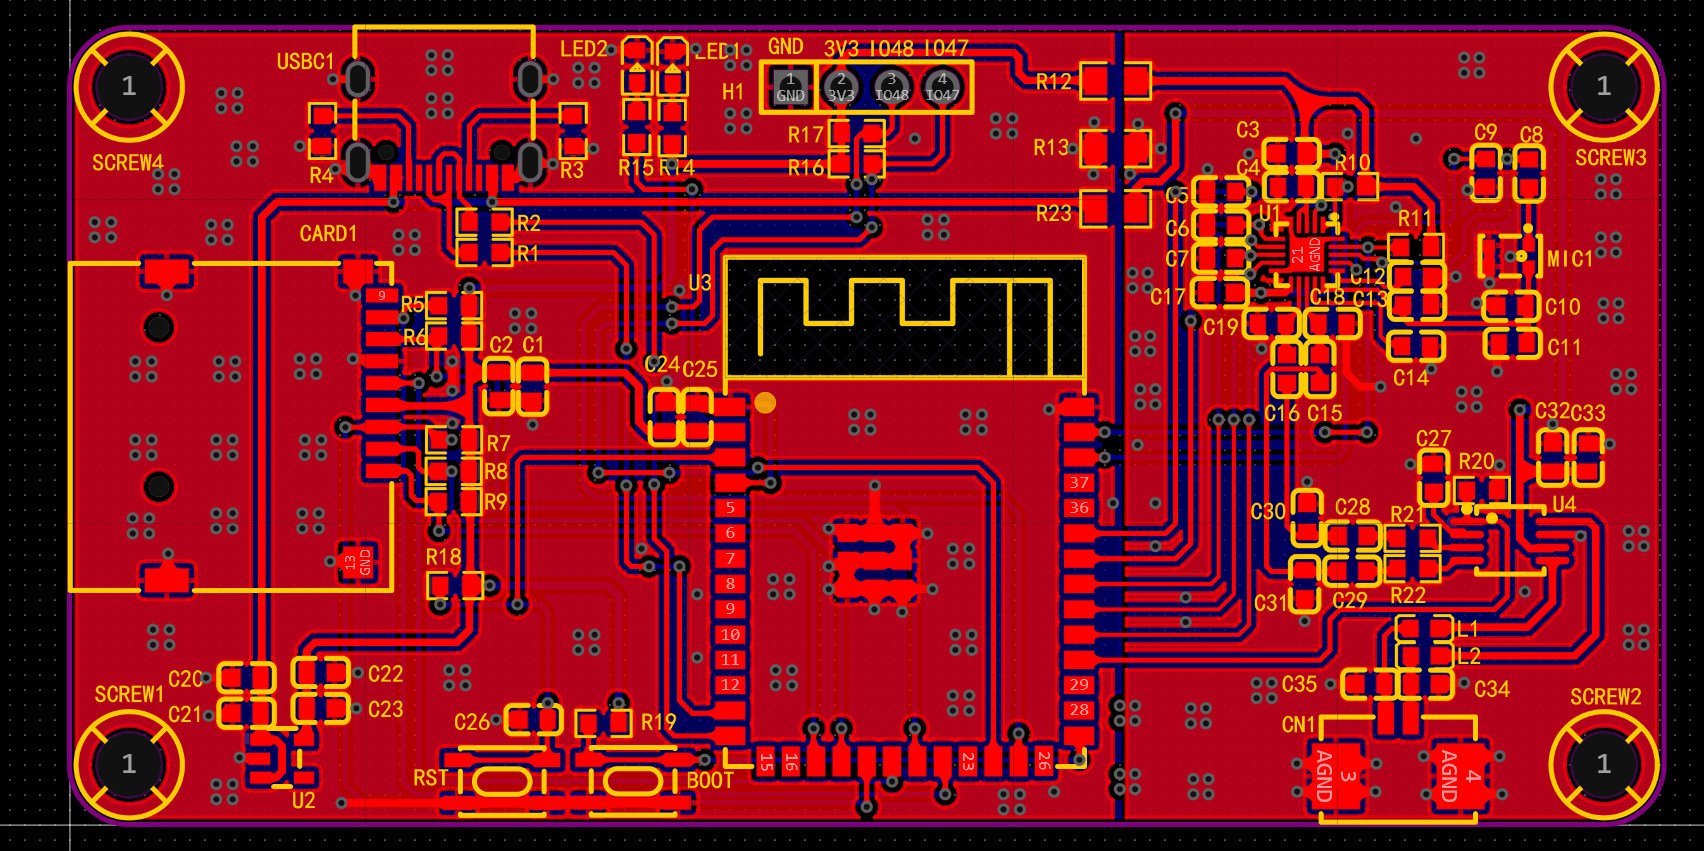 USBC1
LED2
LED1
GND
3V3 IO48 IO47
1
1
H1
1
GND
2
3V3
3
IO48
4
IO47
R12
SCREW4
R4
R3
R15
R14
R17
R16
R13
C3
C4
R10
C9
C8
SCREW3
CARD1
R2
R1
R23
C5
C6
C7
U1
21
AGND
R11
MIC1
U3
9
R5
R6
C17
C19
C18
C12
C13
C10
C11
C14
C2
C1
C24
C25
C16
C15
R7
R8
R9
C27
C32
C33
R20
U4
5
6
7
8
9
10
11
12
37
36
29
28
C30
C28
R21
13
GND
R18
C31
C29
R22
L1
L2
C20
C22
C21
C23
SCREW1
C26
R19
C35
C34
CN1
SCREW2
1
1
U2
RST
BOOT
15
16
23
26
AGND
3
AGND
4